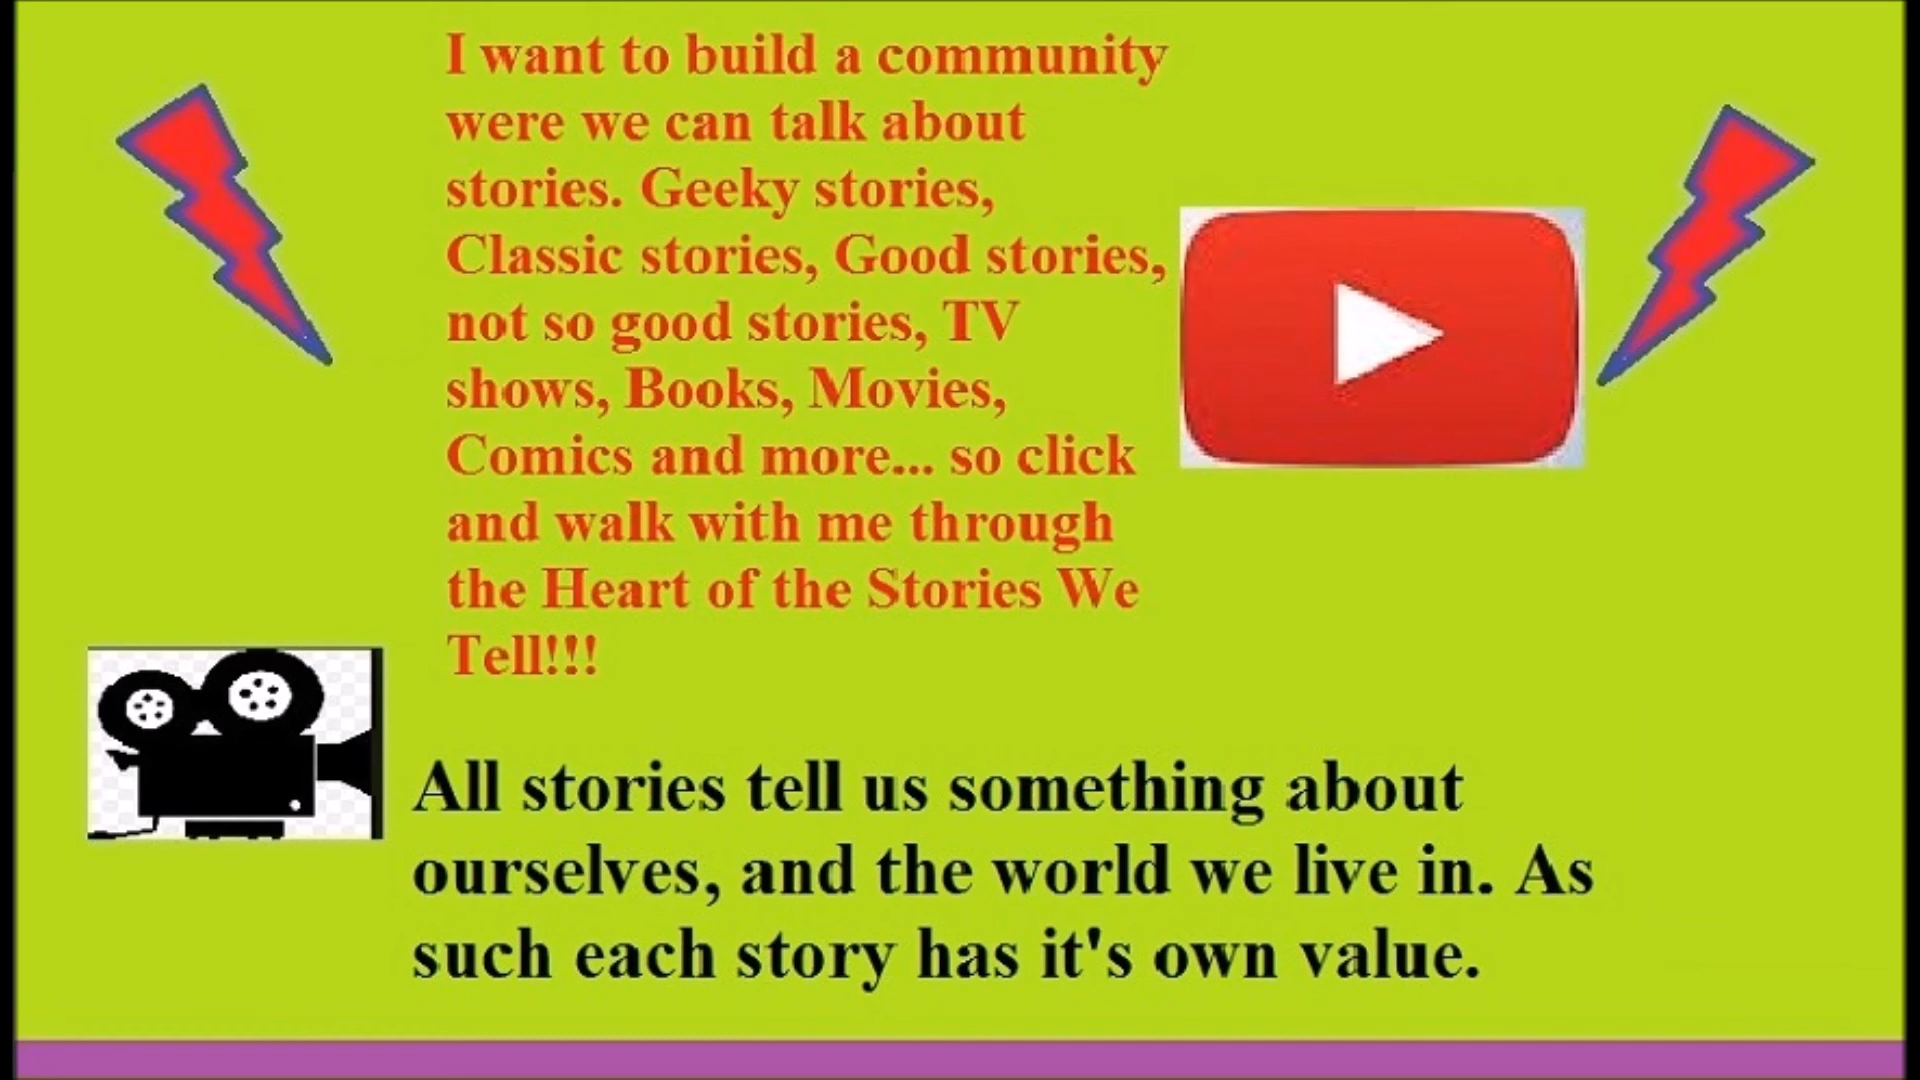 I want to build a community
were we can talk about
stories. Geeky stories,
Classic stories, Good stories,
not so good stories, TV
shows, Books, Movies,
Comics and more... so click
and walk with me through
the Heart of the Stories We
Tell!!!
All stories tell us something about
ourselves, and the world we live in. As
such each story has it's own value.